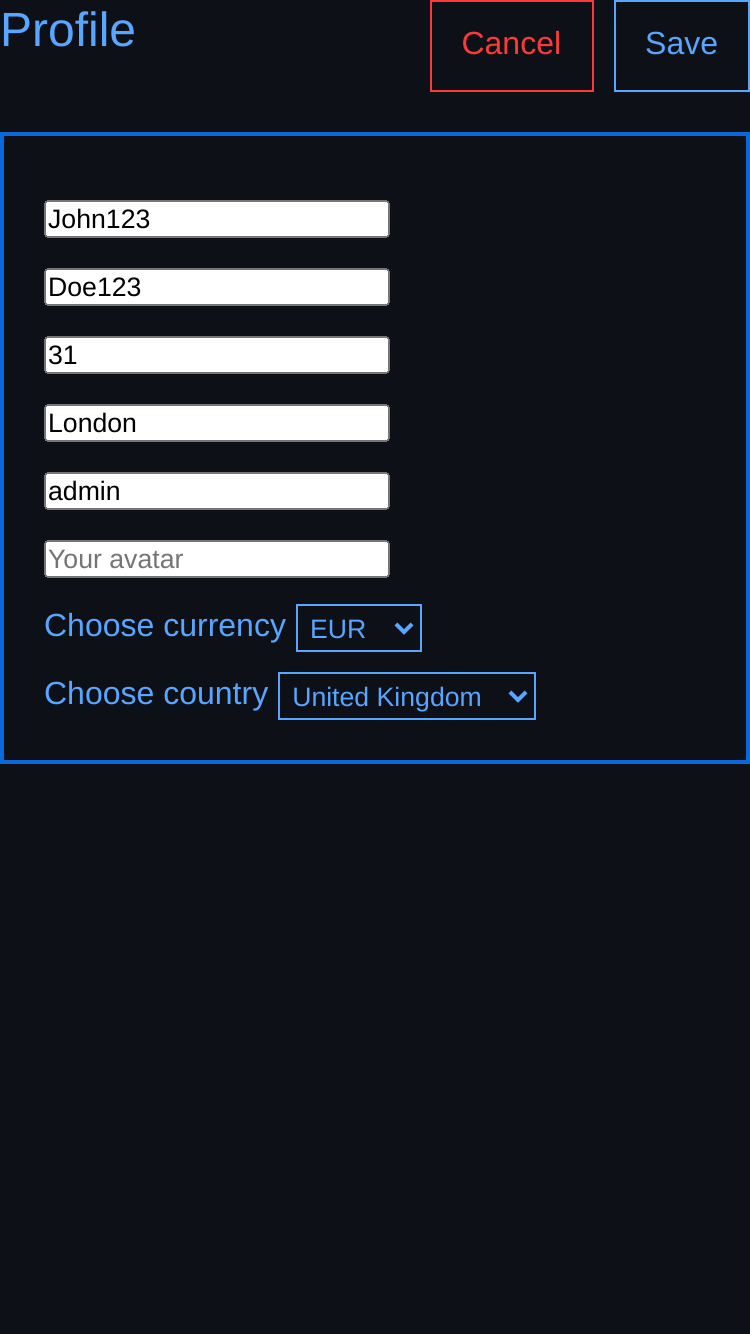 Profile Cancel Save
John123
Doe123
31
London
admin
Your avatar
Choose currency EUR
Choose country United Kingdom